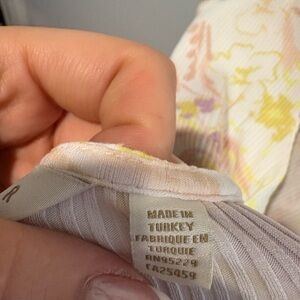 R
MADE IN
TURKEY
FABRIQUE EN
TURQUIE
RN95229
CA25459